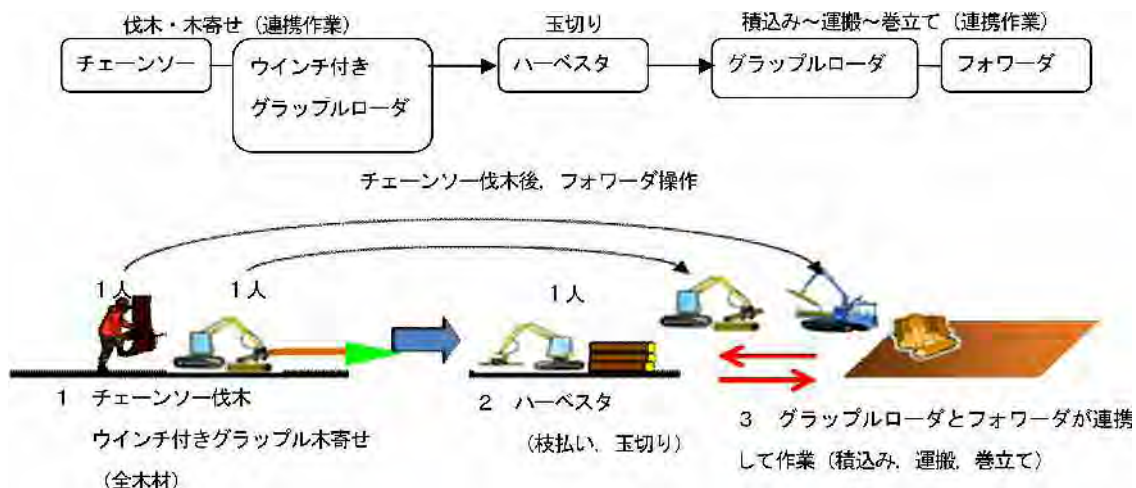 伐木・木寄せ（連携作業）
玉切り
積込み～運搬～巻立て（連携作業）
チェーンソー
ウインチ付き
グラップルローダ
ハーベスタ
グラップルローダ
フォワーダ
チェーンソー伐木後，フォワーダ操作
1人
1人
1人
1 チェーンソー伐木
ウインチ付きグラップル木寄せ
（全木材）
2 ハーベスタ
（枝払い、玉切り）
3 グラップルローダとフォワーダが連携
して作業（積込み，運搬，巻立て）